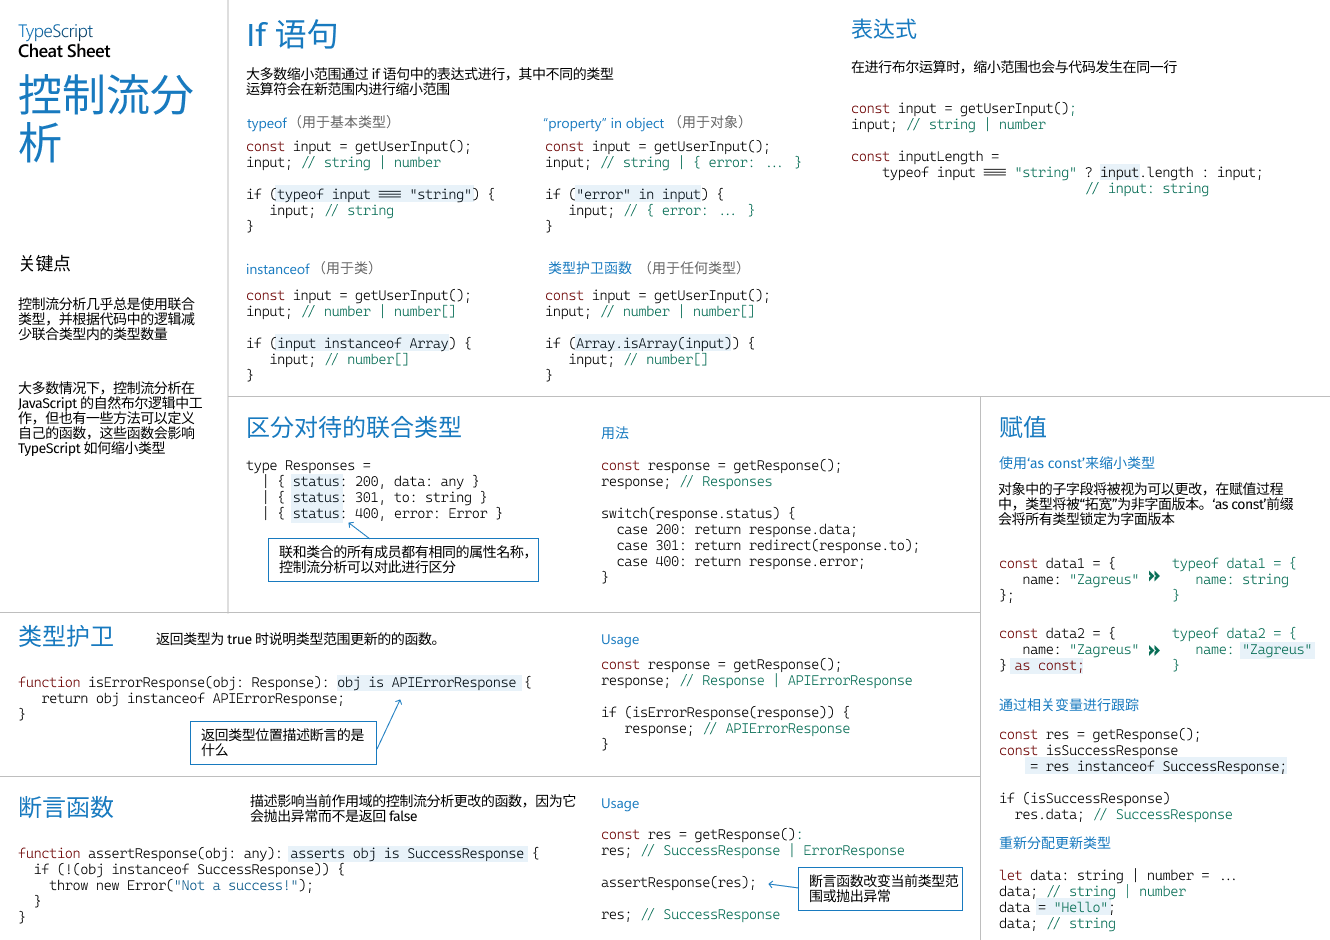 TypeScript
Cheat Sheet
控制流分
析
关键点
控制流分析几乎总是使用联合
类型，并根据代码中的逻辑减
少联合类型内的类型数量
大多数情况下，控制流分析在
JavaScript 的自然布尔逻辑中工
作，但也有一些方法可以定义
自己的函数，这些函数会影响
TypeScript 如何缩小类型
If 语句
大多数缩小范围通过 if 语句中的表达式进行，其中不同的类型
运算符会在新范围内进行缩小范围
typeof（用于基本类型）
const input = getUserInput();
input; // string | number
if (typeof input === "string") {
input; // string
}
“property” in object （用于对象）
const input = getUserInput();
input; // string | { error: ... }
if ("error" in input) {
input; // { error: ... }
}
instanceof （用于类）
const input = getUserInput();
input; // number | number[]
if (input instanceof Array) {
input; // number[]
}
类型护卫函数 （用于任何类型）
const input = getUserInput();
input; // number | number[]
if (Array.isArray(input)) {
input; // number[]
}
表达式
在进行布尔运算时，缩小范围也会与代码发生在同一行
const input = getUserInput();
input; // string | number
const inputLength =
typeof input === "string" ? input.length : input;
// input: string
区分对待的联合类型
type Responses =
| { status: 200, data: any }
| { status: 301, to: string }
| { status: 400, error: Error }
联和类合的所有成员都有相同的属性名称，
控制流分析可以对此进行区分
用法
const response = getResponse();
response; // Responses
switch(response.status) {
case 200: return response.data;
case 301: return redirect(response.to);
case 400: return response.error;
}
类型护卫
返回类型为 true 时说明类型范围更新的的函数。
function isErrorResponse(obj: Response): obj is APIErrorResponse {
return obj instanceof APIErrorResponse;
}
返回类型位置描述断言的是
什么
Usage
const response = getResponse();
response; // Response | APIErrorResponse
if (isErrorResponse(response)) {
response; // APIErrorResponse
}
断言函数
描述影响当前作用域的控制流分析更改的函数，因为它
会抛出异常而不是返回 false
function assertResponse(obj: any): asserts obj is SuccessResponse {
if (!(obj instanceof SuccessResponse)) {
throw new Error("Not a success!");
}
}
Usage
const res = getResponse():
res; // SuccessResponse | ErrorResponse
assertResponse(res);
断言函数改变当前类型范
围或抛出异常
res; // SuccessResponse
赋值
使用‘as const’来缩小类型
对象中的子字段将被视为可以更改，在赋值过程
中，类型将被“拓宽”为非字面版本。‘as const’前缀
会将所有类型锁定为字面版本
const data1 = {
name: "Zagreus"
};
»
typeof data1 = {
name: string
}
const data2 = {
name: "Zagreus"
} as const;
»
typeof data2 = {
name: "Zagreus"
}
通过相关变量进行跟踪
const res = getResponse();
const isSuccessResponse
= res instanceof SuccessResponse;
if (isSuccessResponse)
res.data; // SuccessResponse
重新分配更新类型
let data: string | number = ...
data; // string | number
data = "Hello";
data; // string